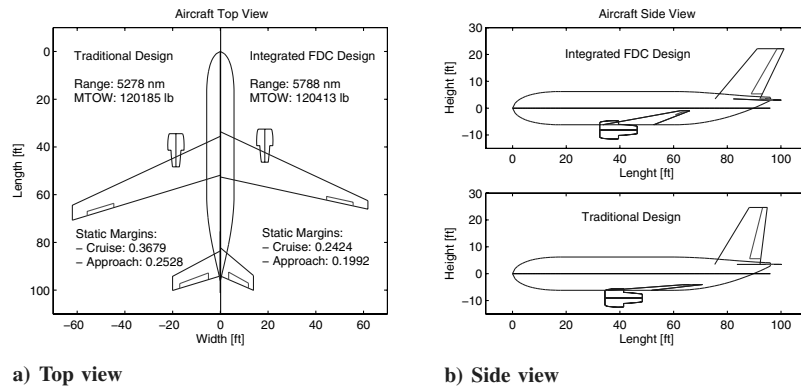 Aircraft Top View
Traditional Design
Integrated FDC Design
Range: 5278 nm
MTOW: 120185 lb
Range: 5788 nm
MTOW: 120413 lb
Static Margins:
– Cruise: 0.3679
– Approach: 0.2528
Static Margins:
– Cruise: 0.2424
– Approach: 0.1992
Length [ft]
0
20
40
60
80
100
−60
−40
−20
0
20
40
60
Width [ft]
a) Top view
Aircraft Side View
Integrated FDC Design
Height [ft]
30
20
10
0
−10
0
20
40
60
80
100
Lenght [ft]
Traditional Design
Height [ft]
30
20
10
0
−10
0
20
40
60
80
100
Lenght [ft]
b) Side view